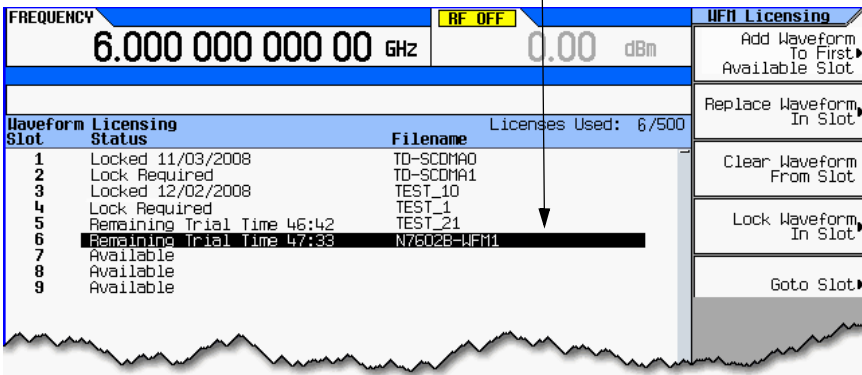 FREQUENCY
RF OFF
6.000 000 000 00 GHz
0.00 dBm
Waveform Licensing
Licenses Used: 6/500
Slot Status Filename
1 Locked 11/03/2008 TD-SCDMA0
2 Lock Required TD-SCDMA1
3 Locked 12/02/2008 TEST_10
4 Lock Required TEST_1
5 Remaining Trial Time 46:42 TEST_21
6 Remaining Trial Time 47:33 N7602B-WFM1
7 Available
8 Available
9 Available
WFM Licensing
Add Waveform
To First
Available Slot
Replace Waveform
In Slot
Clear Waveform
From Slot
Lock Waveform
In Slot
Goto Slot